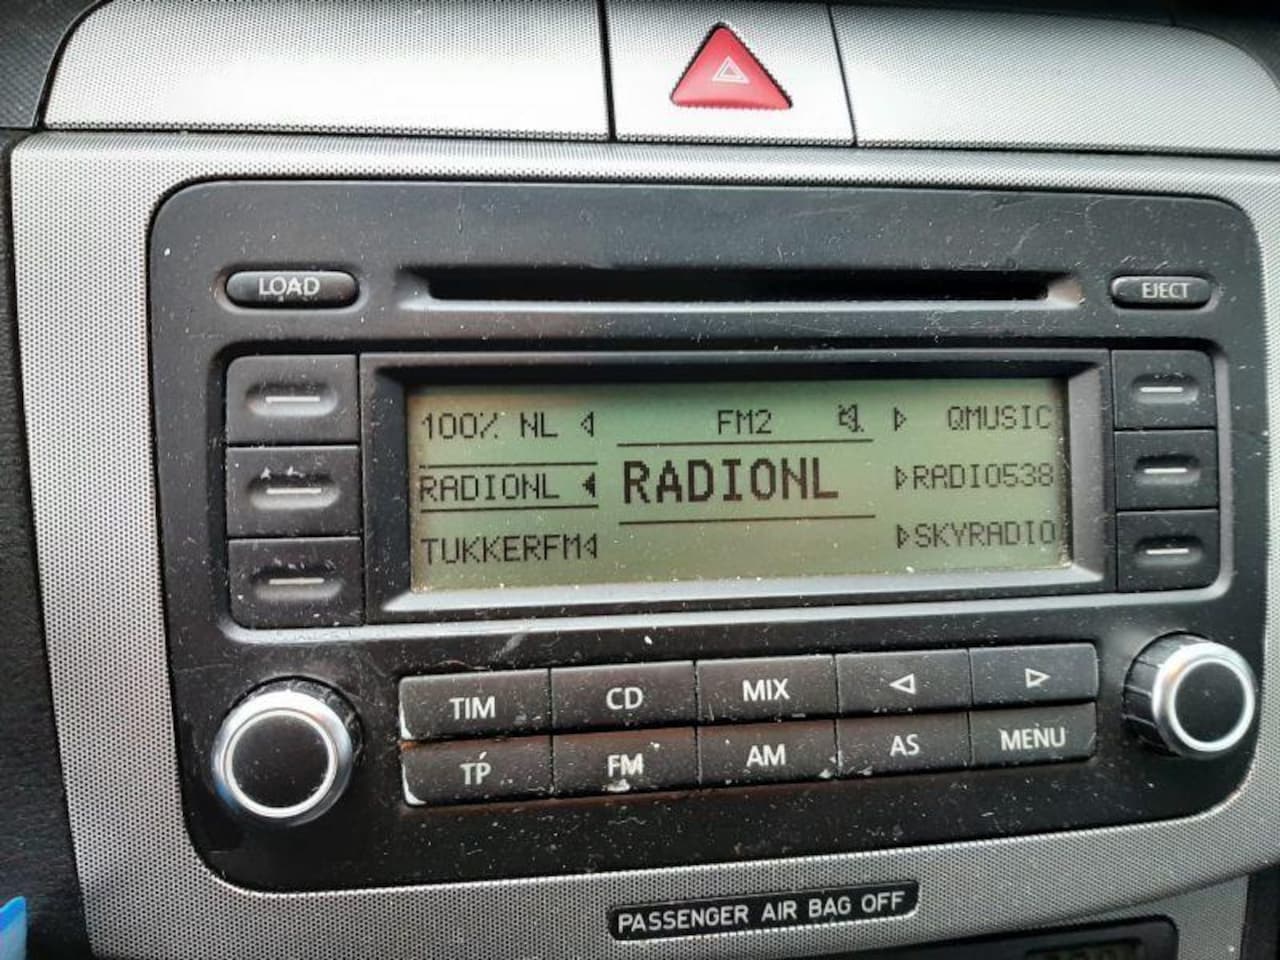 LOAD
EJECT
100% NL
FM2
QMUSIC
RADIONL
RADIONL
RADIO538
TUKKERFM
SKYRADIO
TIM
CD
MIX
TP
FM
AM
AS
MENU
PASSENGER AIR BAG OFF